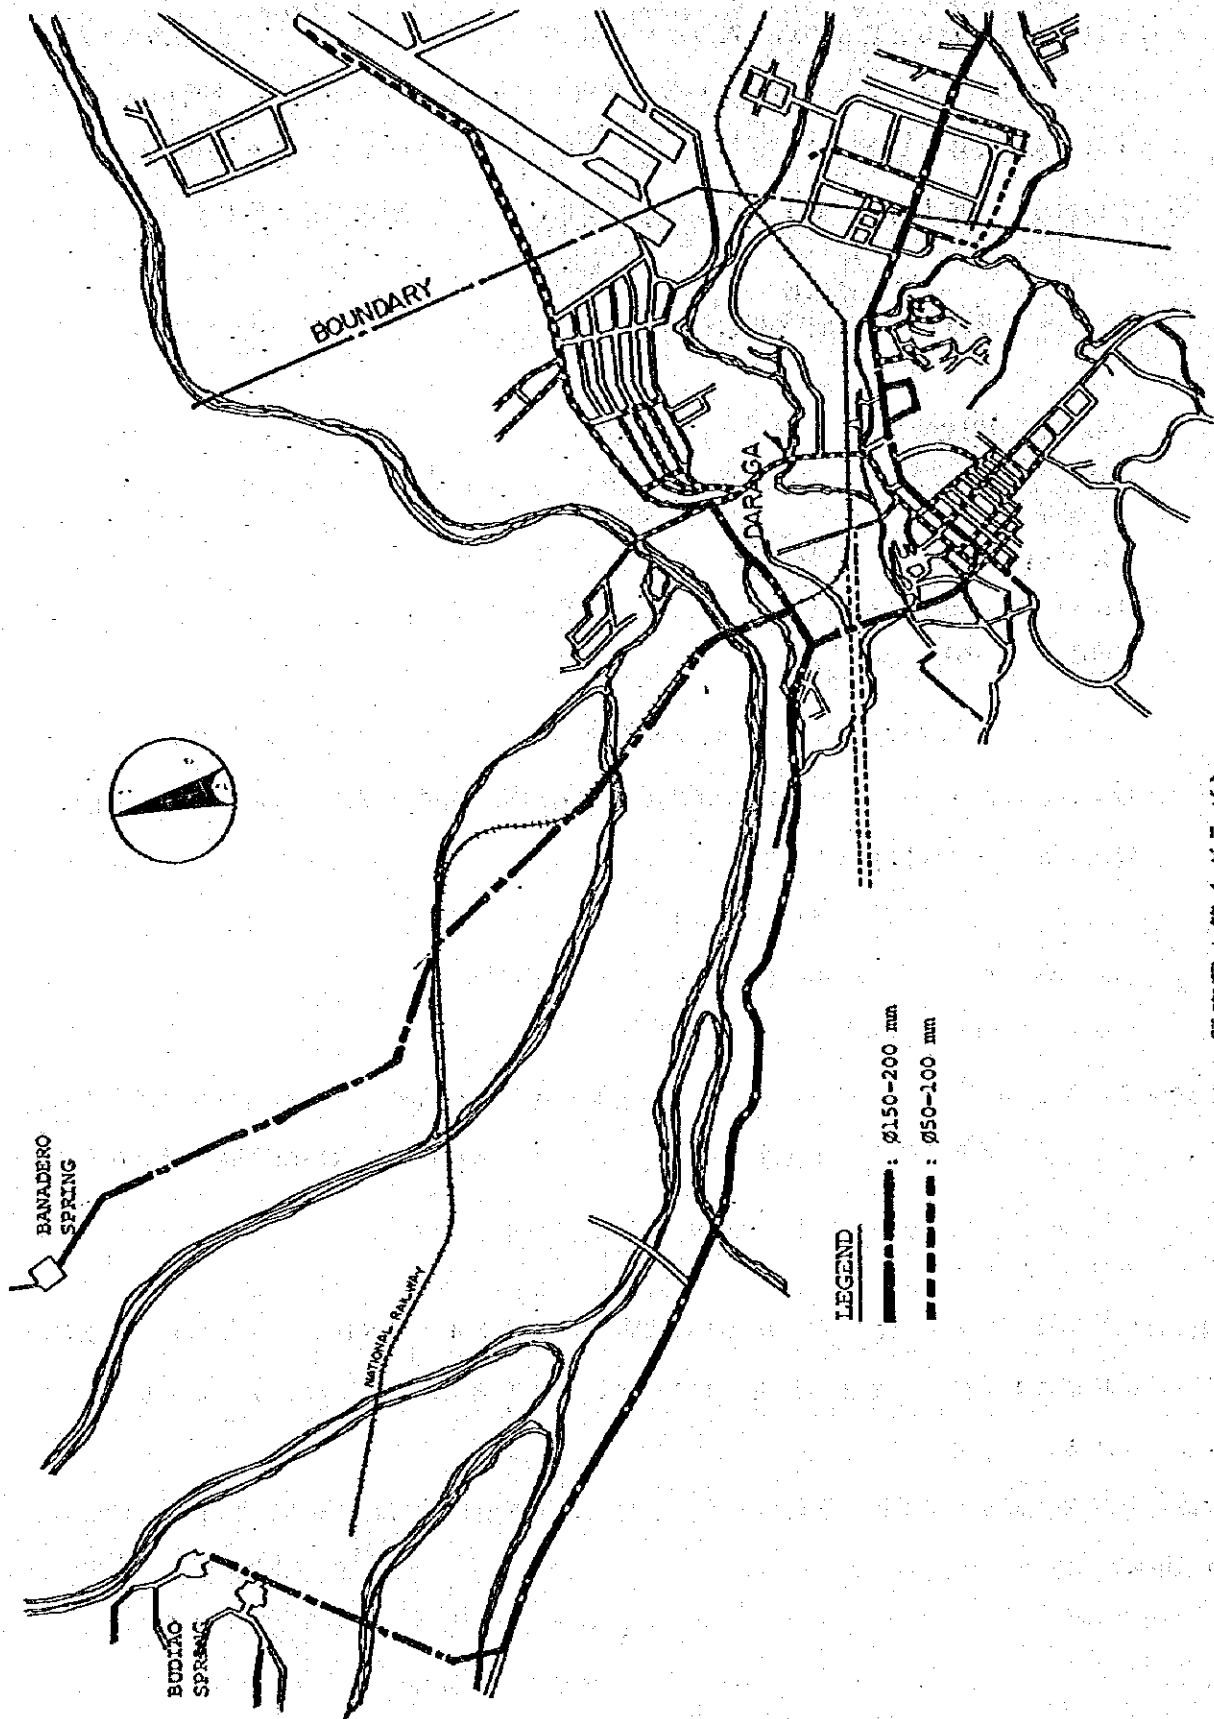 BANADERO
SPRING
BUDIAO
SPRING
NATIONAL RAILWAY
BOUNDARY
DARAGA
LEGEND
: Ø150-200 mm
: Ø50-100 mm